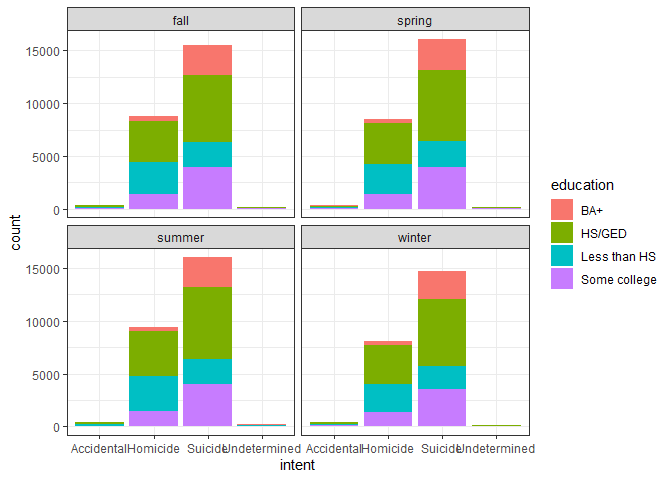 fall
spring
15000
10000
5000
0
count
summer
winter
15000
10000
5000
0
Accidental Homicide Suicide Undetermined Accidental Homicide Suicide Undetermined
intent
education
BA+
HS/GED
Less than HS
Some college